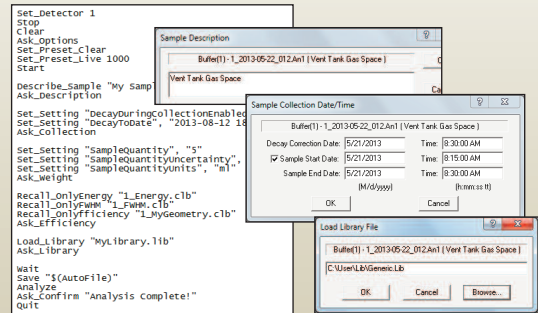 Set_Detector 1
Stop
Clear
Ask_Options
Set_Preset_Clear
Set_Preset_Live 1000
Start
Describe_Sample "My Samp
Ask_Description
Set_Setting "DecayDuringCollectionEnabled
Set_Setting "DecayToDate", "2013-08-12 18
Ask_Collection
Set_Setting "SampleQuantity", "5"
Set_Setting "SampleQuantityUncertainty",
Set_Setting "SampleQuantityUnits", "ml"
Ask_Weight
Recall_OnlyEnergy "1_Energy.clb"
Recall_OnlyFWHM "1_FWHM.clb"
Recall_Onlyfficiency "1_MyGeometry.clb"
Ask_Efficiency
Load_Library "MyLibrary.lib"
Ask_Library
Wait
Save "$(AutoFile)"
Analyze
Ask_Confirm "Analysis Complete!"
Quit
Sample Description
Buffer(1) - 1_2013-05-22_012.An1 ( Vent Tank Gas Space )
Vent Tank Gas Space
Sample Collection Date/Time
Buffer(1) - 1_2013-05-22_012.An1 ( Vent Tank Gas Space )
Decay Correction Date: 5/21/2013 Time: 8:30:00 AM
Sample Start Date: 5/21/2013 Time: 8:15:00 AM
Sample End Date: 5/21/2013 Time: 8:30:00 AM
(M/d/yyyy) (h:mm:ss tt)
OK Cancel
Load Library File
Buffer(1) - 1_2013-05-22_012.An1 ( Vent Tank Gas Space )
C:\User\Lib\Generic.Lib
OK Cancel Browse...